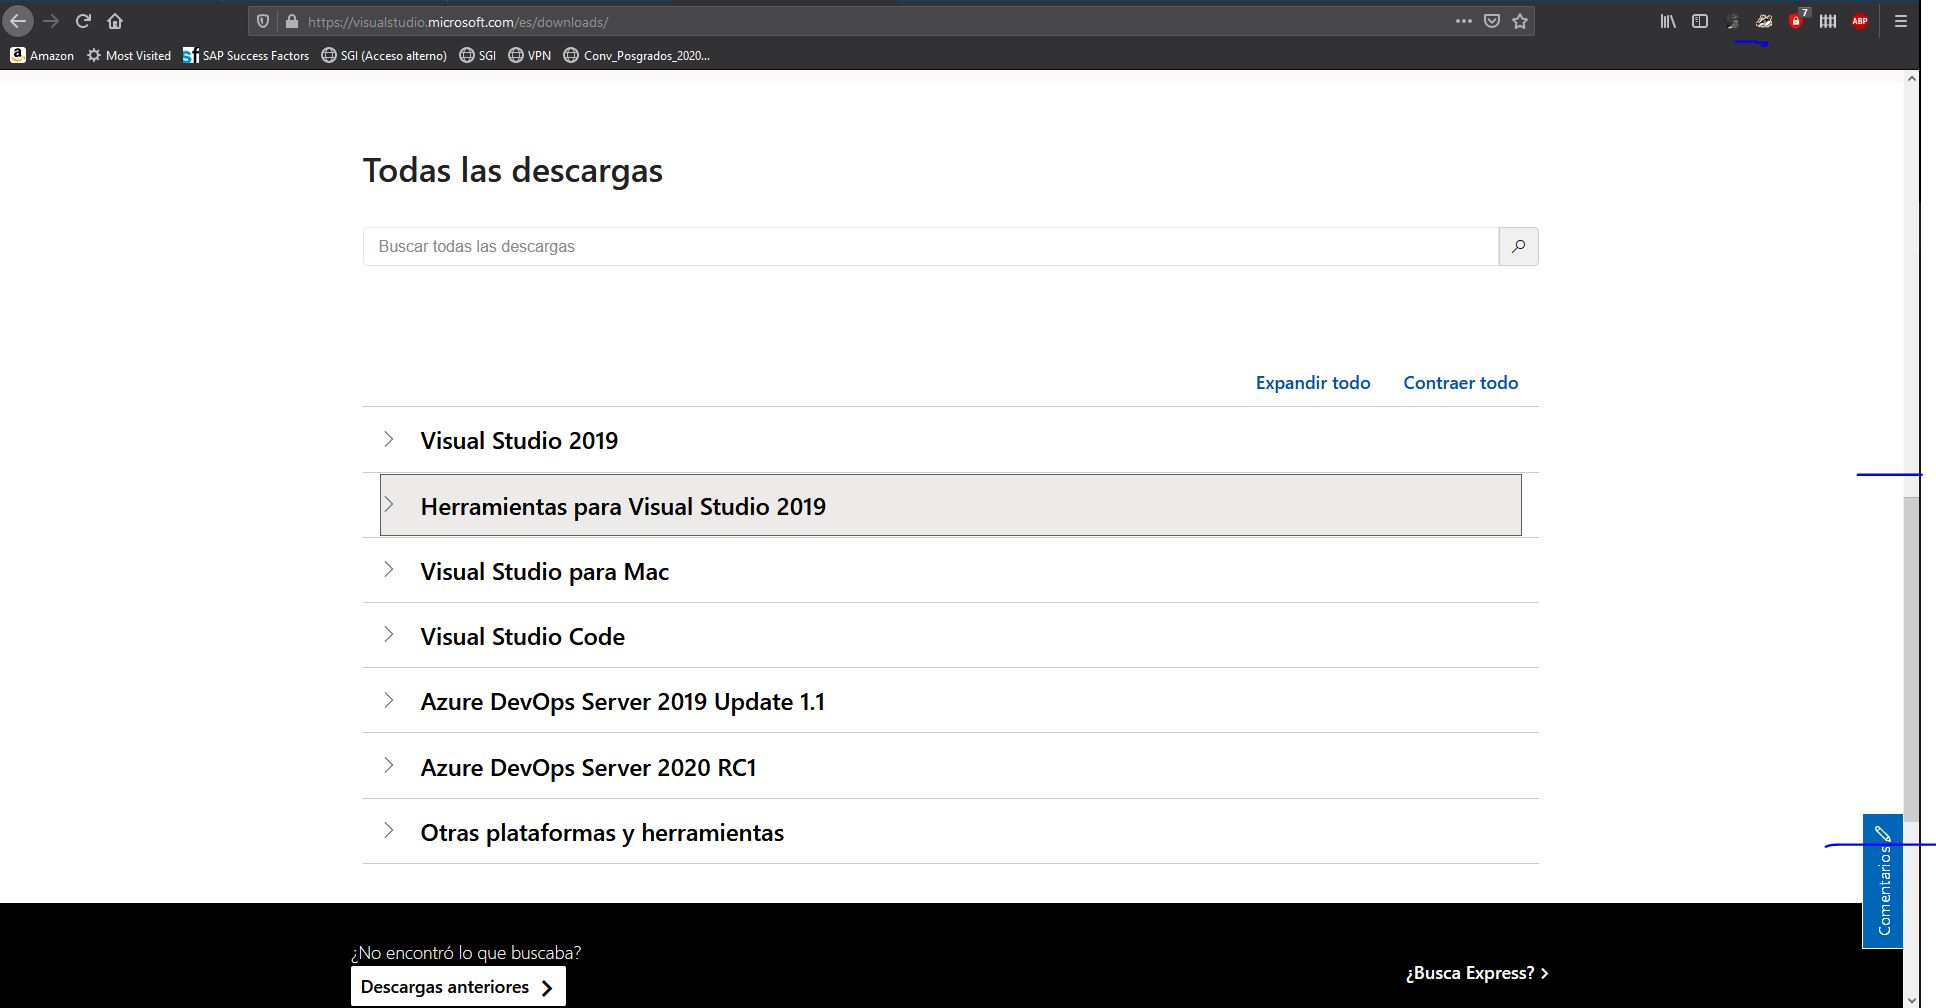 https://visualstudio.microsoft.com/es/downloads/
7
ABP
a Amazon Most Visited SAP Success Factors SGI (Acceso alterno) SGI VPN Conv_Posgrados_2020...
Todas las descargas
Buscar todas las descargas
Expandir todo Contraer todo
Visual Studio 2019
Herramientas para Visual Studio 2019
Visual Studio para Mac
Visual Studio Code
Azure DevOps Server 2019 Update 1.1
Azure DevOps Server 2020 RC1
Otras plataformas y herramientas
Comentarios
¿No encontró lo que buscaba?
Descargas anteriores
¿Busca Express?